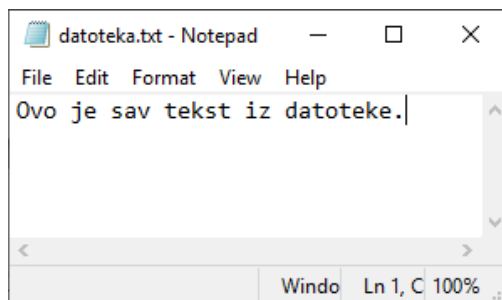 datoteka.txt - Notepad
File Edit Format View Help
Ovo je sav tekst iz datoteke.
Windo Ln 1, C 100%